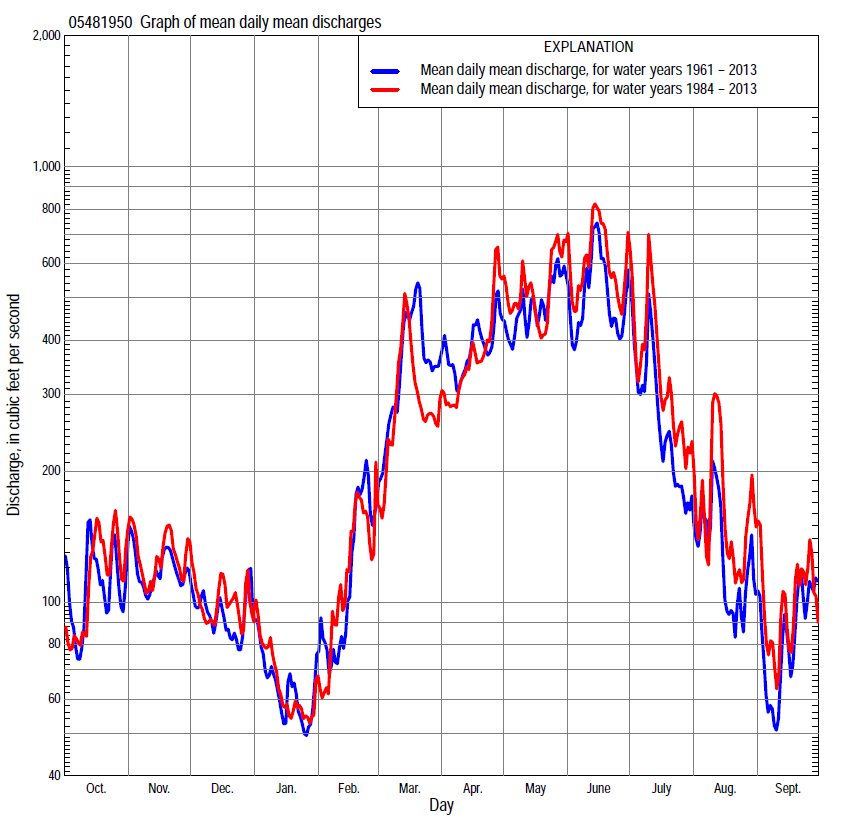 05481950 Graph of mean daily mean discharges
EXPLANATION
Mean daily mean discharge, for water years 1961 – 2013
Mean daily mean discharge, for water years 1984 – 2013
Discharge, in cubic feet per second
2,000
1,000
800
600
400
300
200
100
80
60
40
Oct. Nov. Dec. Jan. Feb. Mar. Apr. May June July Aug. Sept.
Day